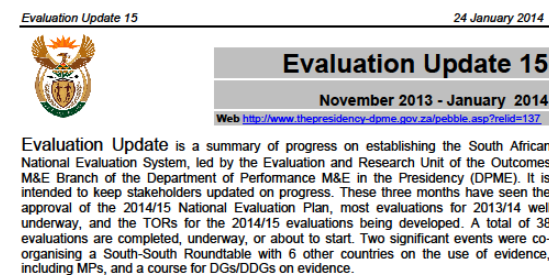 Evaluation Update 15 24 January 2014
Evaluation Update 15
November 2013 - January 2014
Web http://www.thepresidency-dpme.gov.za/pebble.asp?relid=137
Evaluation Update is a summary of progress on establishing the South African
National Evaluation System, led by the Evaluation and Research Unit of the Outcomes
M&E Branch of the Department of Performance M&E in the Presidency (DPME). It is
intended to keep stakeholders updated on progress. These three months have seen the
approval of the 2014/15 National Evaluation Plan, most evaluations for 2013/14 well
underway, and the TORs for the 2014/15 evaluations being developed. A total of 38
evaluations are completed, underway, or about to start. Two significant events were co-
organising a South-South Roundtable with 6 other countries on the use of evidence,
including MPs, and a course for DGs/DDGs on evidence.